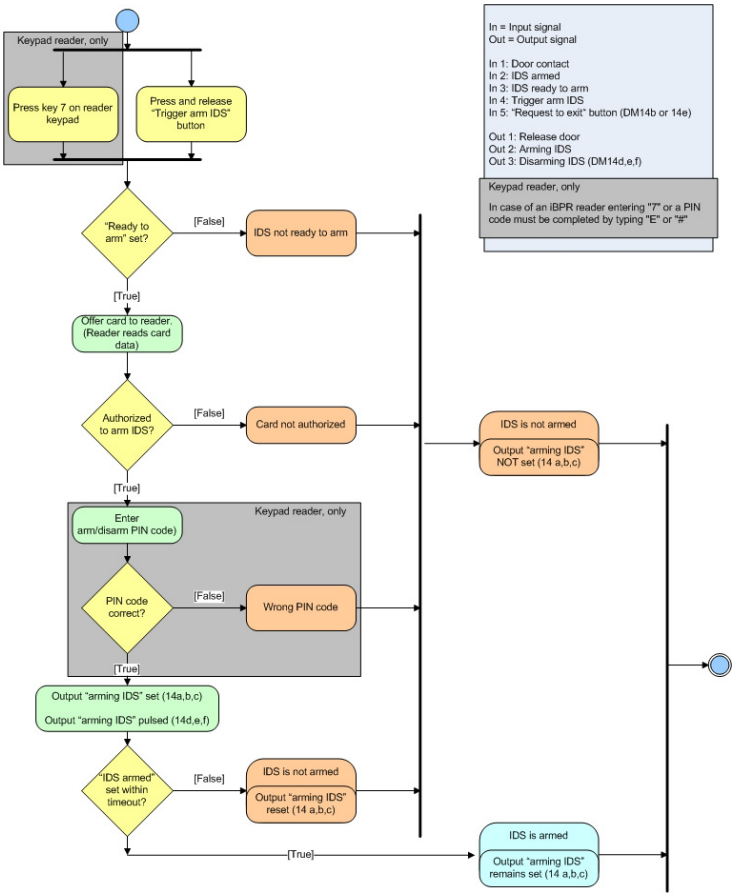 Keypad reader, only
Press key 7 on reader
keypad
Press and release
“Trigger arm IDS”
button
In = Input signal
Out = Output signal
In 1: Door contact
In 2: IDS armed
In 3: IDS ready to arm
In 4: Trigger arm IDS
In 5: “Request to exit” button (DM14b or 14e)
Out 1: Release door
Out 2: Arming IDS
Out 3: Disarming IDS (DM14d,e,f)
Keypad reader, only
In case of an iBPR reader entering "7" or a PIN
code must be completed by typing "E" or "#"
“Ready to
arm” set?
[False]
IDS not ready to arm
[True]
Offer card to reader.
(Reader reads card
data)
Authorized
to arm IDS?
[False]
Card not authorized
IDS is not armed
Output “arming IDS”
NOT set (14 a,b,c)
[True]
Keypad reader, only
Enter
arm/disarm PIN code)
PIN code
correct?
[False]
Wrong PIN code
[True]
Output “arming IDS” set (14a,b,c)
Output “arming IDS” pulsed (14d,e,f)
“IDS armed”
set within
timeout?
[False]
IDS is not armed
Output “arming IDS”
reset (14 a,b,c)
[True]
IDS is armed
Output “arming IDS”
remains set (14 a,b,c)